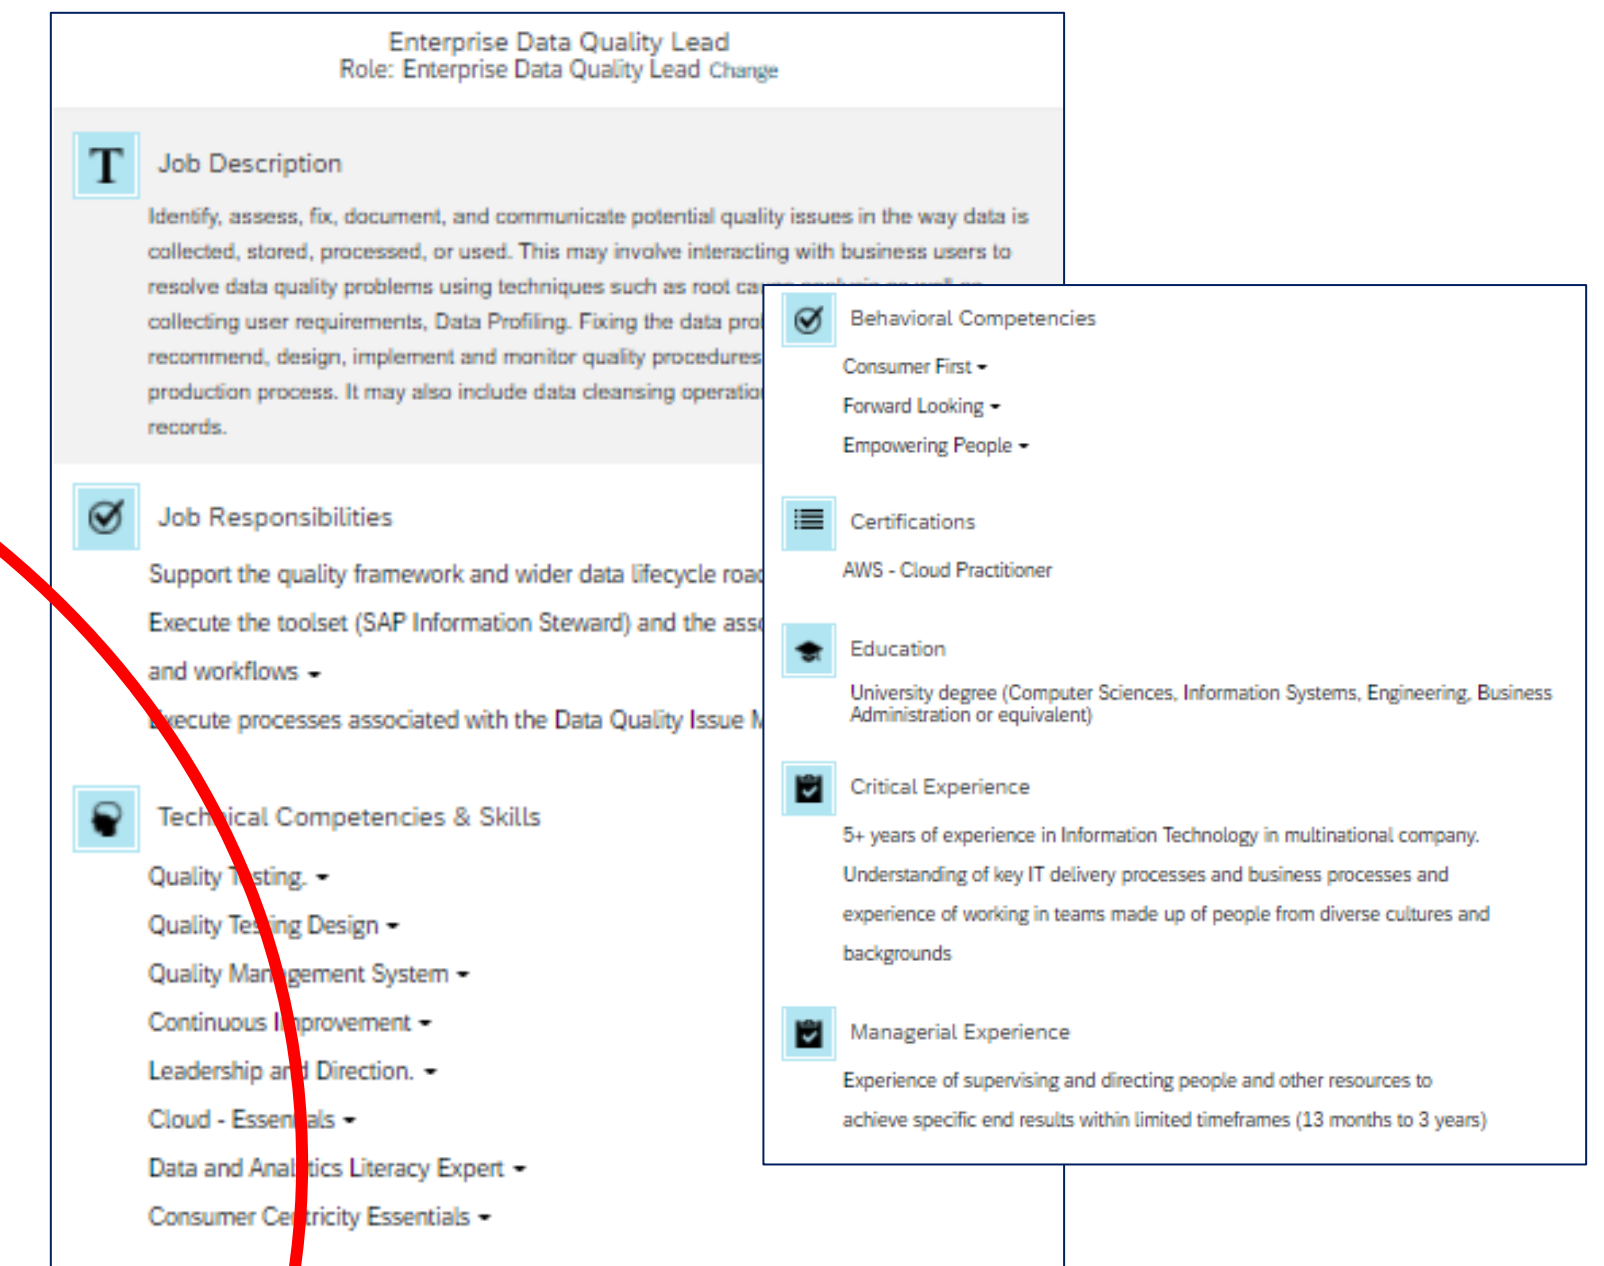 Enterprise Data Quality Lead
Role: Enterprise Data Quality Lead Change
T Job Description
Identify, assess, fix, document, and communicate potential quality issues in the way data is
collected, stored, processed, or used. This may involve interacting with business users to
resolve data quality problems using techniques such as root cause analysis as well as
collecting user requirements, Data Profiling. Fixing the data
recommend, design, implement and monitor quality procedures
production process. It may also include data cleansing
records.
Job Responsibilities
Support the quality framework and wider data lifecycle
Execute the toolset (SAP Information Steward) and the
and workflows
Execute processes associated with the Data Quality Issue
Technical Competencies & Skills
Quality Testing.
Quality Testing Design
Quality Management System
Continuous Improvement
Leadership and Direction.
Cloud - Essentials
Data and Analytics Literacy Expert
Consumer Centricity Essentials
Behavioral Competencies
Consumer First
Forward Looking
Empowering People
Certifications
AWS - Cloud Practitioner
Education
University degree (Computer Sciences, Information Systems, Engineering, Business
Administration or equivalent)
Critical Experience
5+ years of experience in Information Technology in multinational company.
Understanding of key IT delivery processes and business processes and
experience of working in teams made up of people from diverse cultures and
backgrounds
Managerial Experience
Experience of supervising and directing people and other resources to
achieve specific end results within limited timeframes (13 months to 3 years)